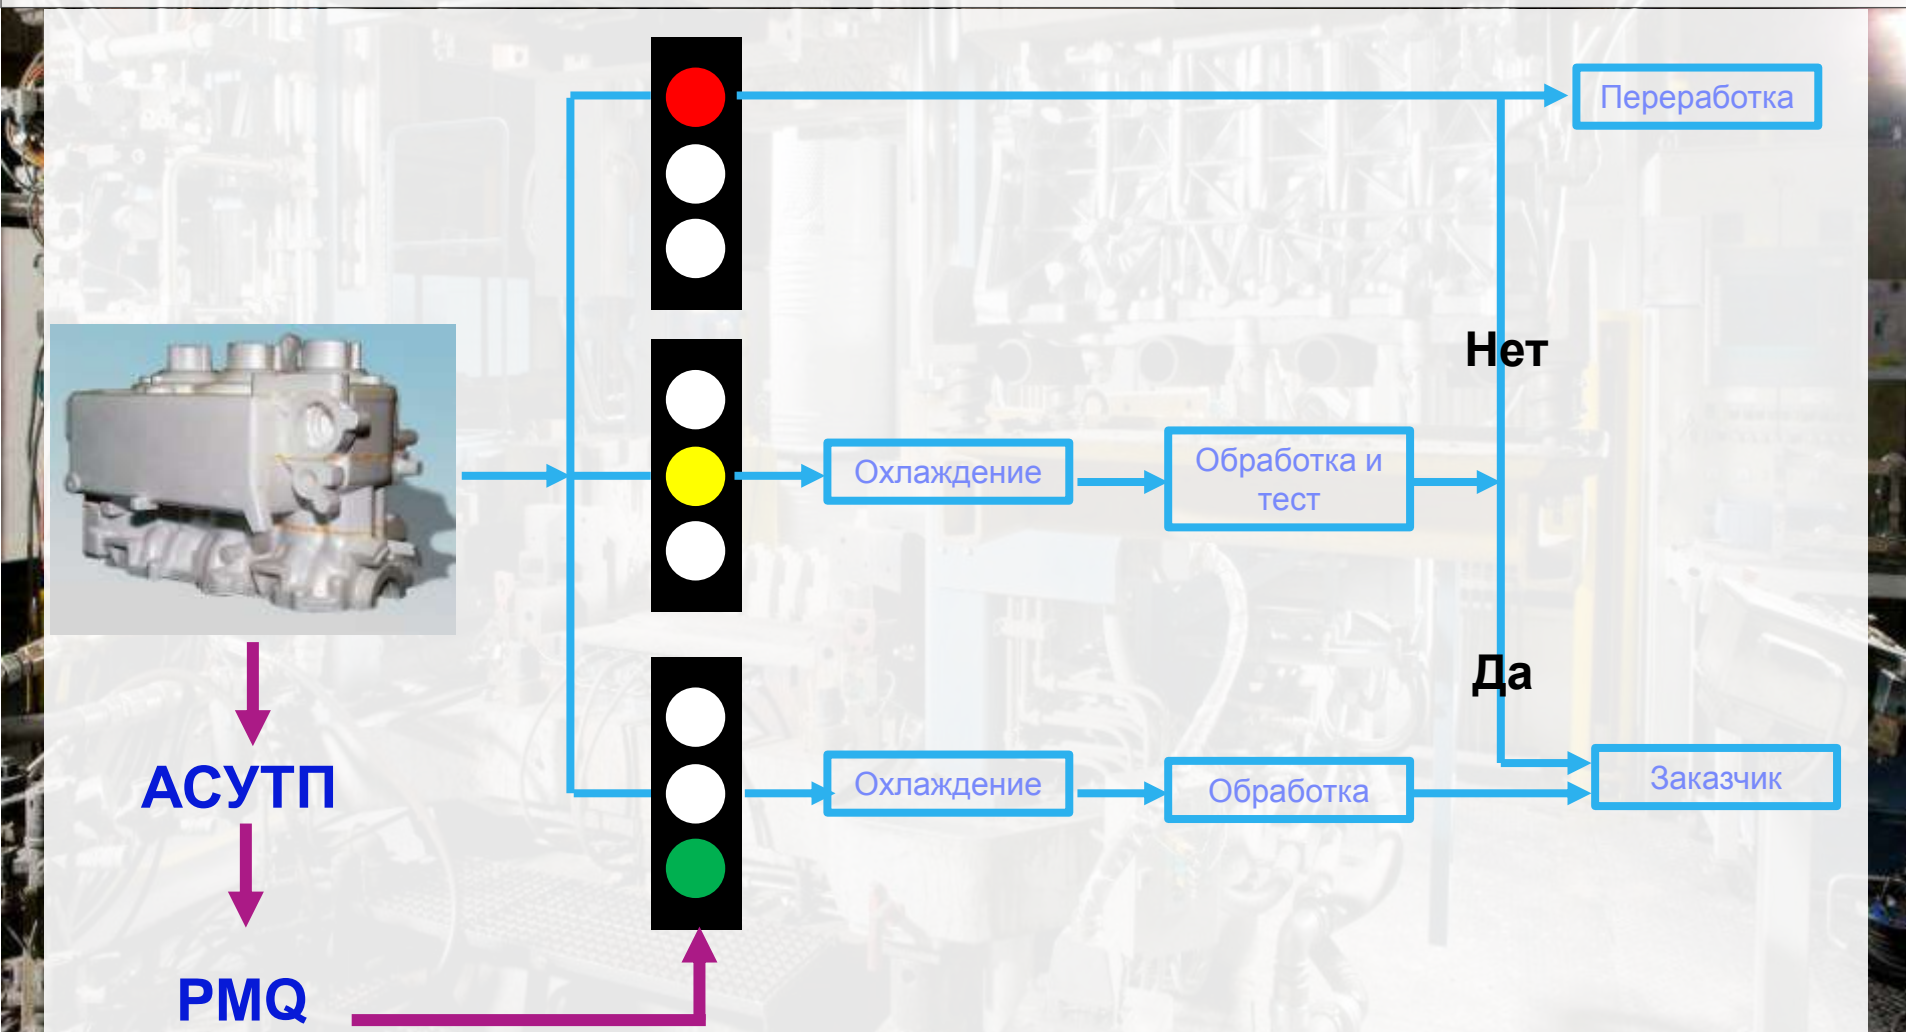 Переработка
Нет
Охлаждение
Обработка и
тест
Да
АСУТП
Охлаждение
Обработка
Заказчик
PMQ